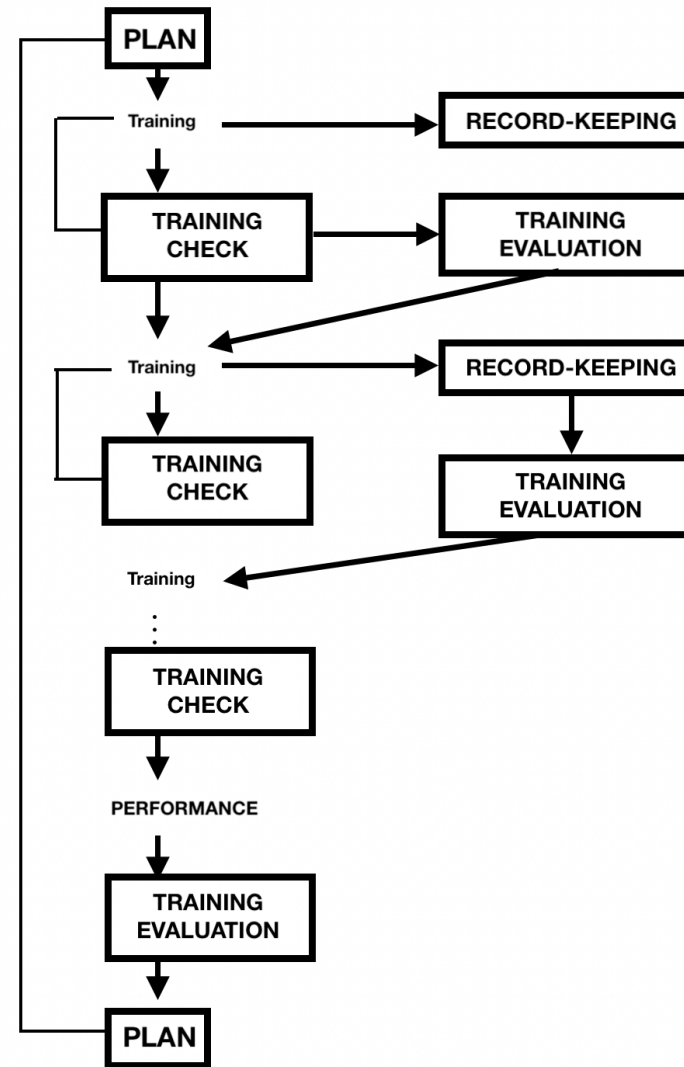 PLAN
Training
RECORD-KEEPING
TRAINING
CHECK
TRAINING
EVALUATION
Training
RECORD-KEEPING
TRAINING
CHECK
TRAINING
EVALUATION
Training
TRAINING
CHECK
PERFORMANCE
TRAINING
EVALUATION
PLAN